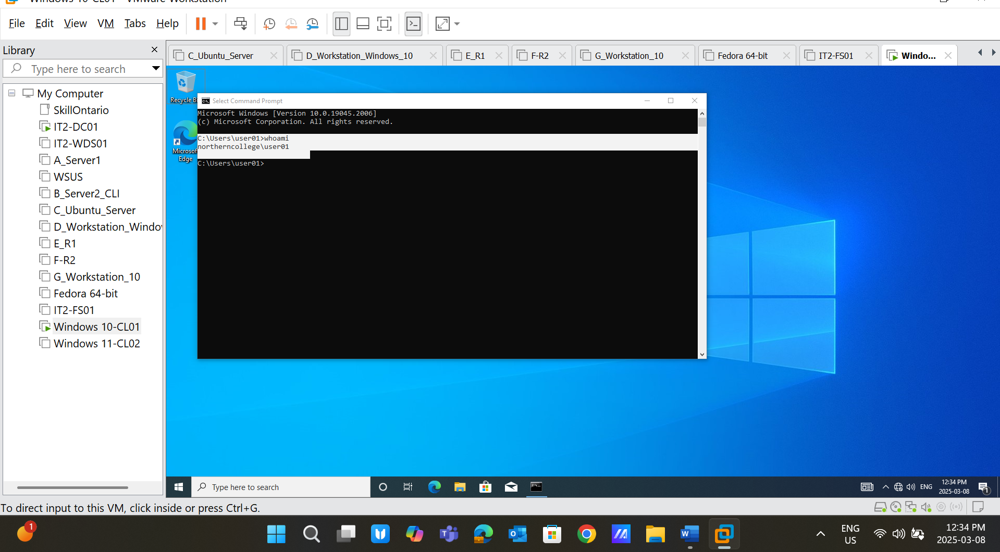 Windows 10-CL01 - VMware Workstation
File Edit View VM Tabs Help
Library
Type here to search
My Computer
SkillOntario
IT2-DC01
IT2-WDS01
A_Server1
WSUS
B_Server2_CLI
C_Ubuntu_Server
D_Workstation_Windo
E_R1
F-R2
G_Workstation_10
Fedora 64-bit
IT2-FS01
Windows 10-CL01
Windows 11-CL02
C_Ubuntu_Server D_Workstation_Windows_10 E_R1 F-R2 G_Workstation_10 Fedora 64-bit IT2-FS01 Windo...
Recycle B
Microsof
Edge
Select Command Prompt
Microsoft Windows [Version 10.0.19045.2006]
(c) Microsoft Corporation. All rights reserved.
C:\Users\user01>whoami
northerncollege\user01
C:\Users\user01>
Type here to search
ENG
12:34 PM
2025-03-08
1
To direct input to this VM, click inside or press Ctrl+G.
1
ENG
US
12:34 PM
2025-03-08